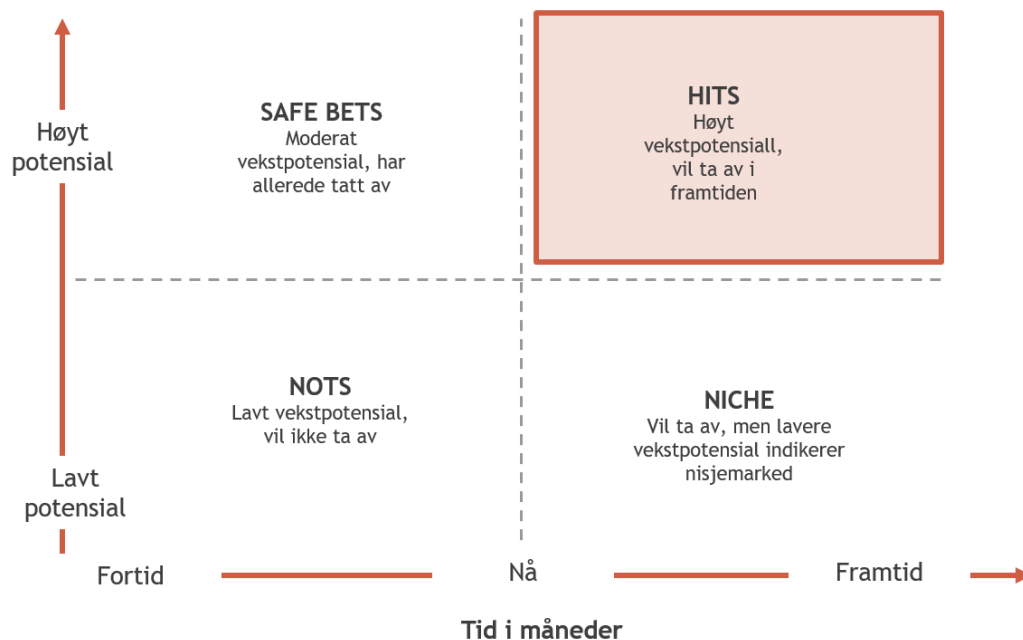 Høyt
potensial
SAFE BETS
Moderat
vekstpotensial, har
allerede tatt av
HITS
Høyt
vekstpotensiall,
vil ta av i
framtiden
NOTS
Lavt vekstpotensial,
vil ikke ta av
NICHE
Vil ta av, men lavere
vekstpotensial indikerer
nisjemarked
Lavt
potensial
Fortid
Nå
Framtid
Tid i måneder